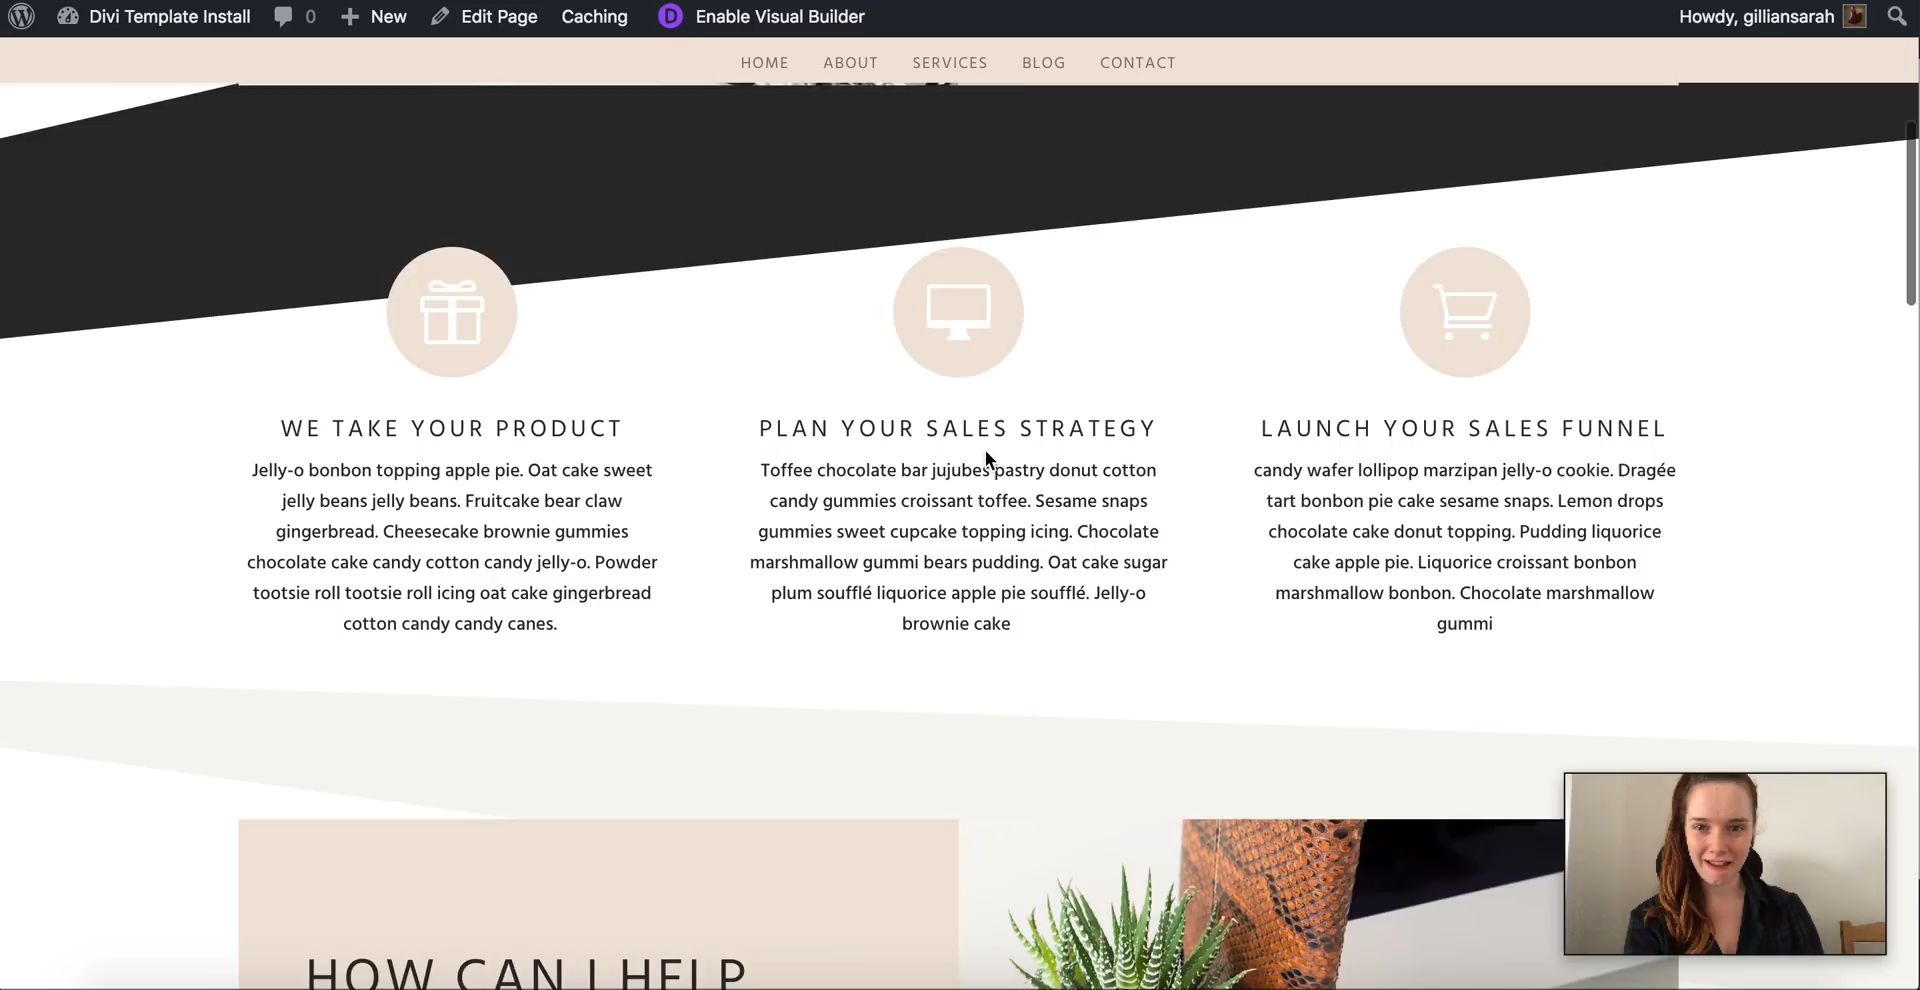 Divi Template Install 0 New Edit Page Caching D Enable Visual Builder Howdy, gilliansarah
HOME ABOUT SERVICES BLOG CONTACT
WE TAKE YOUR PRODUCT
Jelly-o bonbon topping apple pie. Oat cake sweet
jelly beans jelly beans. Fruitcake bear claw
gingerbread. Cheesecake brownie gummies
chocolate cake candy cotton candy jelly-o. Powder
tootsie roll tootsie roll icing oat cake gingerbread
cotton candy candy canes.
PLAN YOUR SALES STRATEGY
Toffee chocolate bar jujubes pastry donut cotton
candy gummies croissant toffee. Sesame snaps
gummies sweet cupcake topping icing. Chocolate
marshmallow gummi bears pudding. Oat cake sugar
plum soufflé liquorice apple pie soufflé. Jelly-o
brownie cake
LAUNCH YOUR SALES FUNNEL
candy wafer lollipop marzipan jelly-o cookie. Dragée
tart bonbon pie cake sesame snaps. Lemon drops
chocolate cake donut topping. Pudding liquorice
cake apple pie. Liquorice croissant bonbon
marshmallow bonbon. Chocolate marshmallow
gummi
HOW CAN I HELP